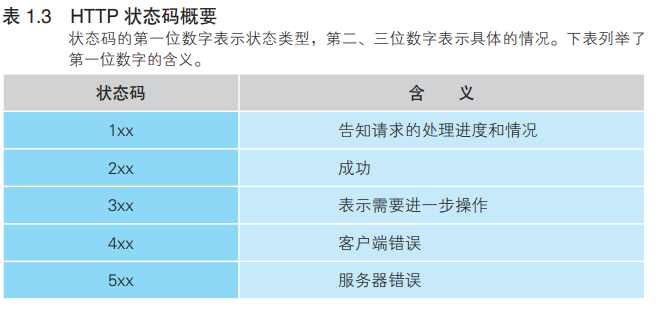 表 1.3 HTTP 状态码概要
状态码的第一位数字表示状态类型，第二、三位数字表示具体的情况。下表列举了
第一位数字的含义。
状态码 含 义
1xx 告知请求的处理进度和情况
2xx 成功
3xx 表示需要进一步操作
4xx 客户端错误
5xx 服务器错误